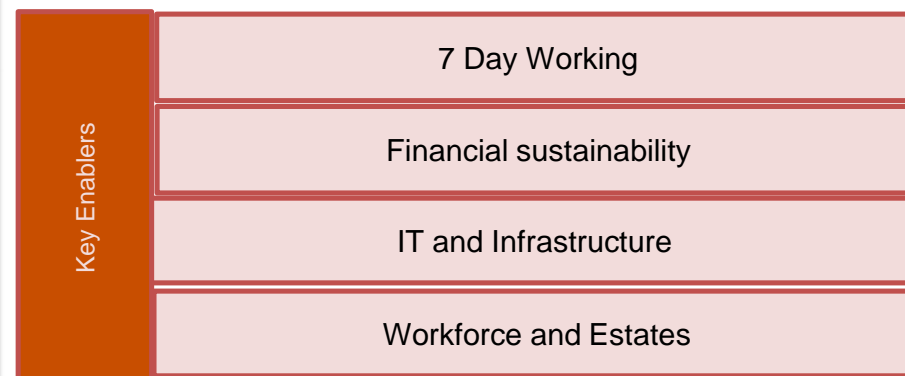 Key Enablers
7 Day Working
Financial sustainability
IT and Infrastructure
Workforce and Estates